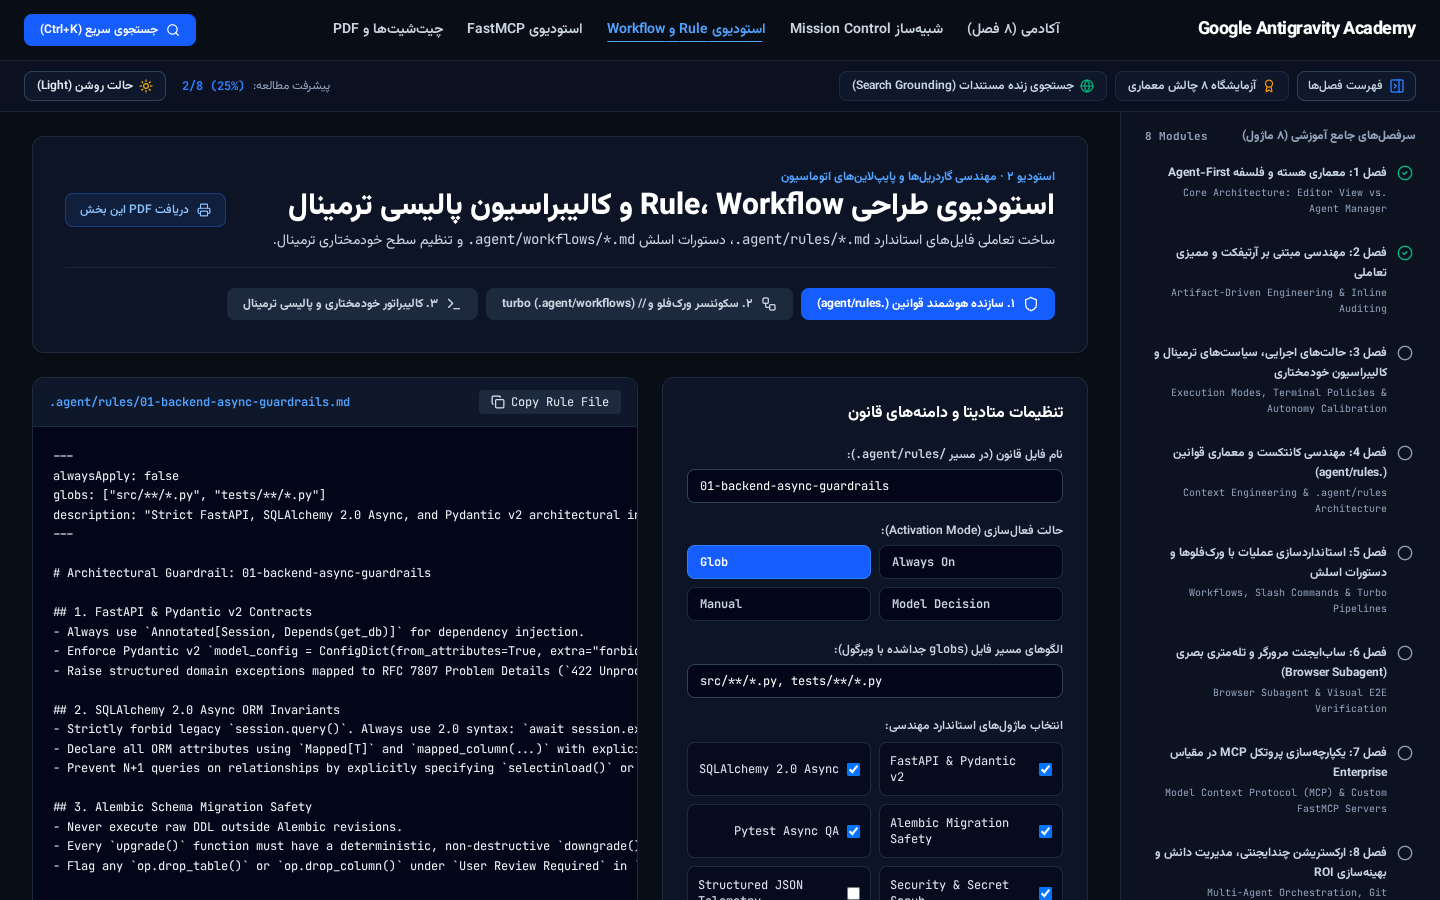 Google Antigravity Academy
آکادمی (۸ فصل)
شبیه‌ساز Mission Control
استودیوی Rule و Workflow
استودیوی FastMCP
چیت‌شیت‌ها و PDF
جستجوی سریع (Ctrl+K)
فهرست فصل‌ها
آزمایشگاه ۸ چالش معماری
جستجوی زنده مستندات (Search Grounding)
پیشرفت مطالعه: 2/8 (25%)
حالت روشن (Light)
سرفصل‌های جامع آموزشی (۸ ماژول)
8 Modules
فصل 1: معماری هسته و فلسفه Agent-First
Core Architecture: Editor View vs.
Agent Manager
فصل 2: مهندسی مبتنی بر آرتیفکت و ممیزی
تعاملی
Artifact-Driven Engineering & Inline
Auditing
فصل 3: حالت‌های اجرایی، سیاست‌های ترمینال و
کالیبراسیون خودمختاری
Execution Modes, Terminal Policies &
Autonomy Calibration
فصل 4: مهندسی کانتکست و معماری قوانین
(.agent/rules)
Context Engineering & .agent/rules
Architecture
فصل 5: استانداردسازی عملیات با ورک‌فلوها و
دستورات اسلش
Workflows, Slash Commands & Turbo
Pipelines
فصل 6: ساب‌ایجنت مرورگر و تله‌متری بصری
(Browser Subagent)
Browser Subagent & Visual E2E
Verification
فصل 7: یکپارچه‌سازی پروتکل MCP در مقیاس
Enterprise
Model Context Protocol (MCP) & Custom
FastMCP Servers
فصل 8: ارکستریشن چندایجنتی، مدیریت دانش و
بهینه‌سازی ROI
Multi-Agent Orchestration, Git
استودیو ۲ · مهندسی گاردریل‌ها و پایپ‌لاین‌های اتوماسیون
استودیوی طراحی Rule، Workflow و کالیبراسیون پالیسی ترمینال
ساخت تعاملی فایل‌های استاندارد .agent/rules/*.md، دستورات اسلش .agent/workflows/*.md و تنظیم سطح خودمختاری ترمینال.
دریافت PDF این بخش
۱. سازنده هوشمند قوانین (.agent/rules)
۲. سکوئنسر ورک‌فلو و // turbo (.agent/workflows)
۳. کالیبراتور خودمختاری و پالیسی ترمینال
تنظیمات متادیتا و دامنه‌های قانون
نام فایل قانون (در مسیر .agent/rules/):
01-backend-async-guardrails
حالت فعال‌سازی (Activation Mode):
Always On
Glob
Model Decision
Manual
الگوهای مسیر فایل (globs جداشده با ویرگول):
src/**/*.py, tests/**/*.py
انتخاب ماژول‌های استاندارد مهندسی:
FastAPI & Pydantic
v2
SQLAlchemy 2.0 Async
Alembic Migration
Safety
Pytest Async QA
Security & Secret
Structured JSON
.agent/rules/01-backend-async-guardrails.md
Copy Rule File
---
alwaysApply: false
globs: ["src/**/*.py", "tests/**/*.py"]
description: "Strict FastAPI, SQLAlchemy 2.0 Async, and Pydantic v2 architectural in
---
# Architectural Guardrail: 01-backend-async-guardrails
## 1. FastAPI & Pydantic v2 Contracts
- Always use `Annotated[Session, Depends(get_db)]` for dependency injection.
- Enforce Pydantic v2 `model_config = ConfigDict(from_attributes=True, extra="forbid
- Raise structured domain exceptions mapped to RFC 7807 Problem Details (`422 Unproc
## 2. SQLAlchemy 2.0 Async ORM Invariants
- Strictly forbid legacy `session.query()`. Always use 2.0 syntax: `await session.ex
- Declare all ORM attributes using `Mapped[T]` and `mapped_column(...)` with explici
- Prevent N+1 queries on relationships by explicitly specifying `selectinload()` or
## 3. Alembic Schema Migration Safety
- Never execute raw DDL outside Alembic revisions.
- Every `upgrade()` function must have a deterministic, non-destructive `downgrade()
- Flag any `op.drop_table()` or `op.drop_column()` under `User Review Required` in `